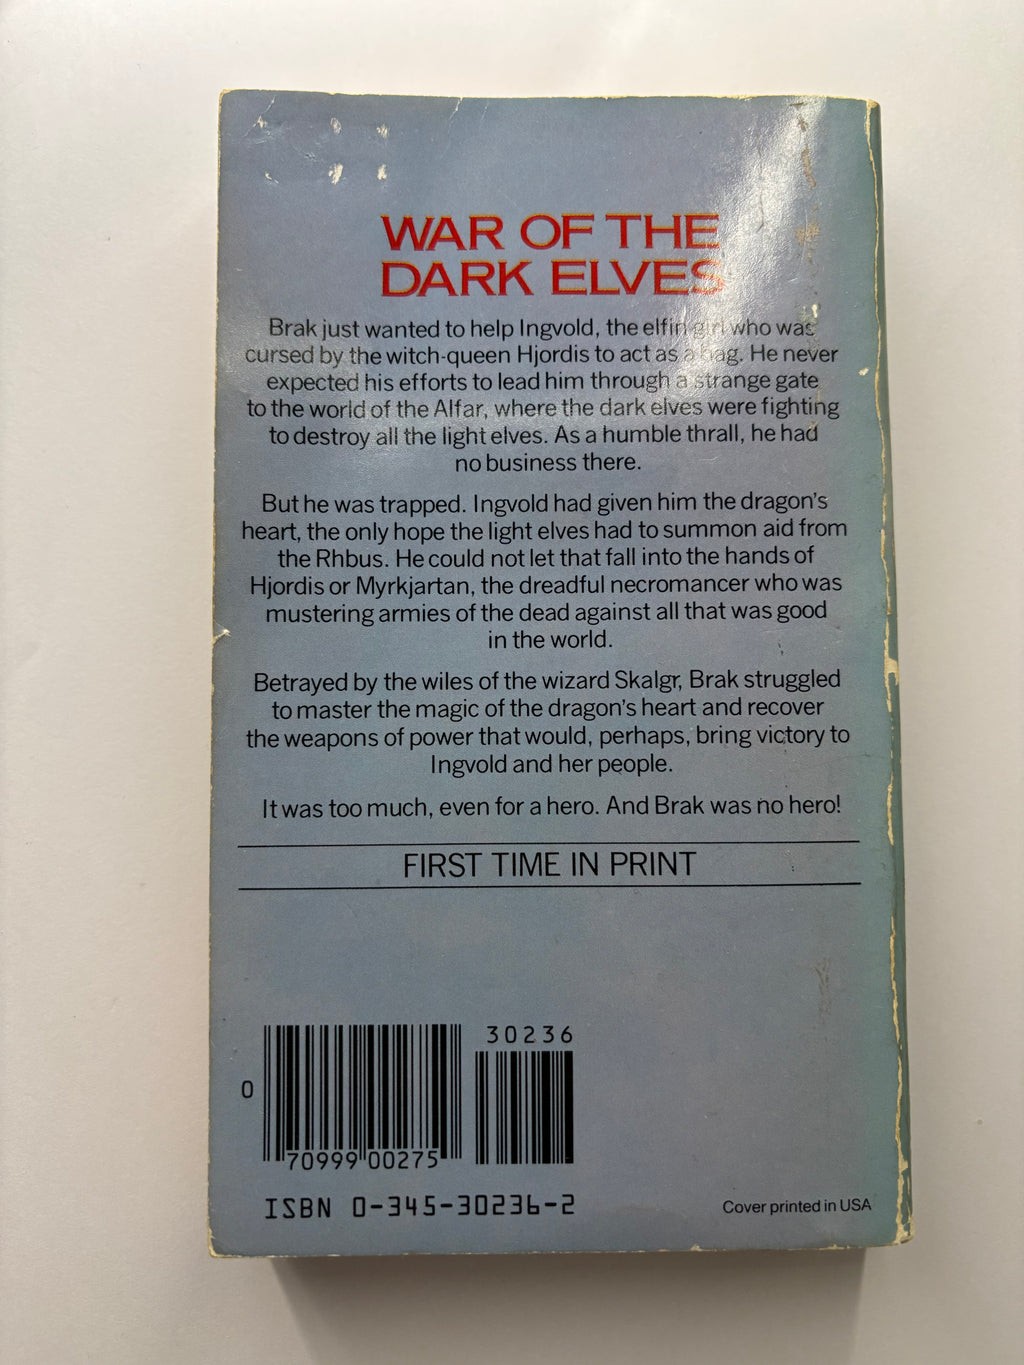 WAR OF THE
DARK ELVES
Brak just wanted to help Ingvold, the elfin girl who was
cursed by the witch-queen Hjordis to act as a hag. He never
expected his efforts to lead him through a strange gate
to the world of the Alfar, where the dark elves were fighting
to destroy all the light elves. As a humble thrall, he had
no business there.
But he was trapped. Ingvold had given him the dragon's
heart, the only hope the light elves had to summon aid from
the Rhbus. He could not let that fall into the hands of
Hjordis or Myrkjartan, the dreadful necromancer who was
mustering armies of the dead against all that was good
in the world.
Betrayed by the wiles of the wizard Skalgr, Brak struggled
to master the magic of the dragon's heart and recover
the weapons of power that would, perhaps, bring victory to
Ingvold and her people.
It was too much, even for a hero. And Brak was no hero!
FIRST TIME IN PRINT
30236
0
70999 00275
ISBN 0-345-30236-2
Cover printed in USA